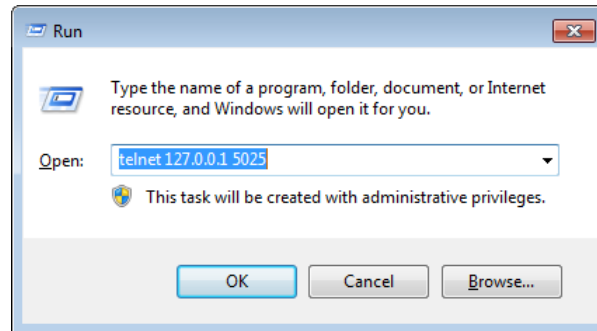 Run
Type the name of a program, folder, document, or Internet
resource, and Windows will open it for you.
Open: telnet 127.0.0.1 5025
This task will be created with administrative privileges.
OK Cancel Browse...